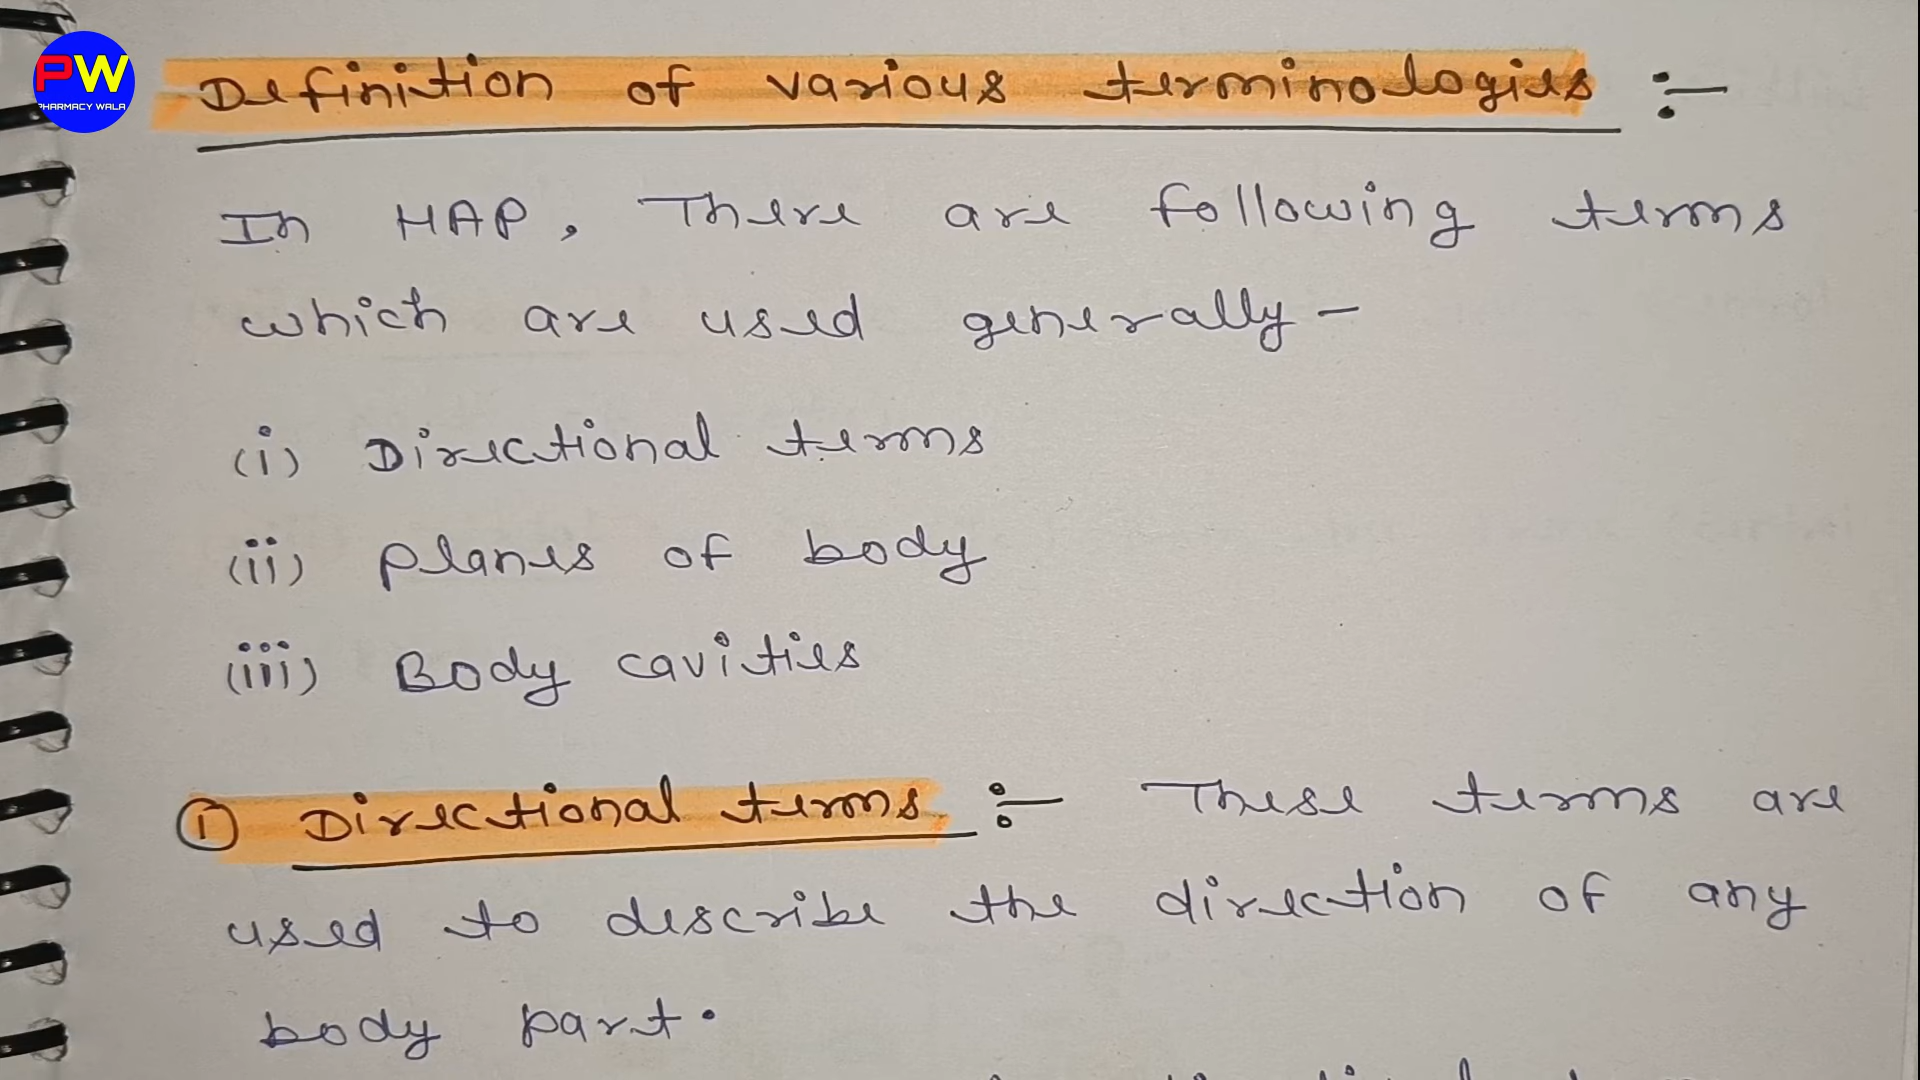 PW
PHARMACY WALA
Definition of various terminologies :-
In HAP, There are following terms
which are used generally -
(i) Directional terms
(ii) planes of body
(iii) Body cavities
(i) Directional terms :- These terms are
used to describe the direction of any
body part.